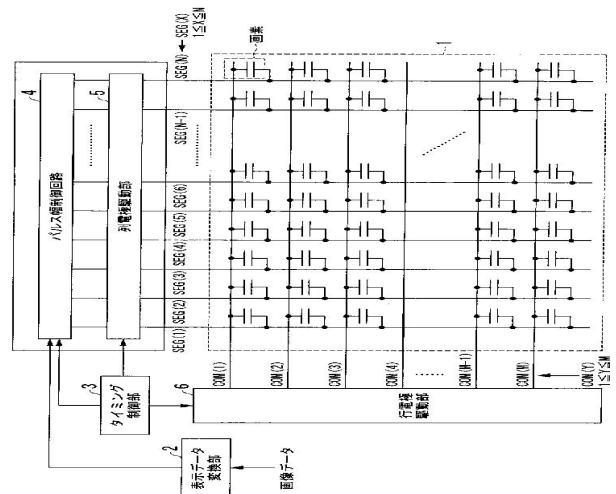 4
パルス幅制御回路
5
列電極駆動部
SEG(1)
SEG(2)
SEG(3)
SEG(4)
SEG(5)
SEG(6)
SEG(N-1)
SEG(N)
SEG(X)
1≦X≦N
画素
1
3
タイミング
制御部
2
表示データ
変換部
画像データ
6
行電極
駆動部
COM(1)
COM(2)
COM(3)
COM(4)
COM(M-1)
COM(M)
COM(Y)
1≦Y≦M